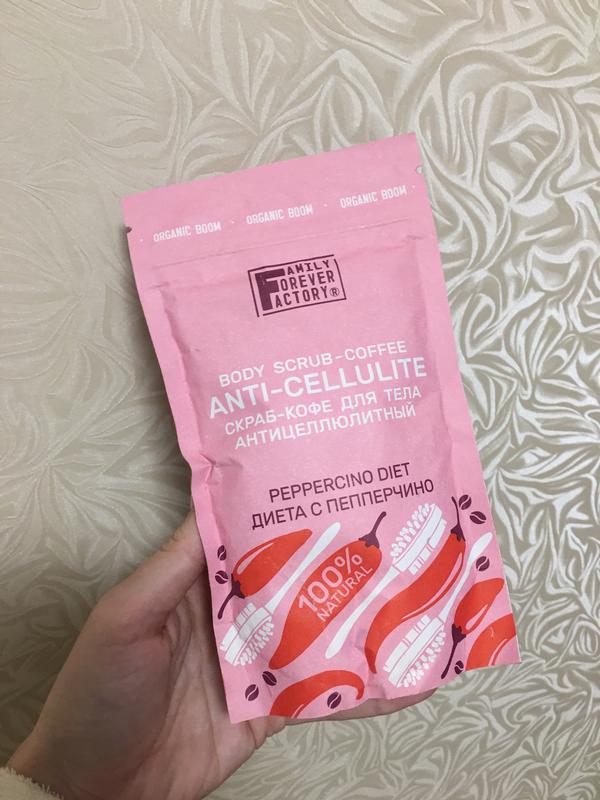 ORGANIC BOOM · ORGANIC BOOM · ORGANIC BOOM ·
FAMILY
FOREVER
FACTORY®
BODY SCRUB-COFFEE
ANTI-CELLULITE
СКРАБ-КОФЕ ДЛЯ ТЕЛА
АНТИЦЕЛЛЮЛИТНЫЙ
PEPPERCINO DIET
ДИЕТА С ПЕППЕРЧИНО
100%
NATURAL